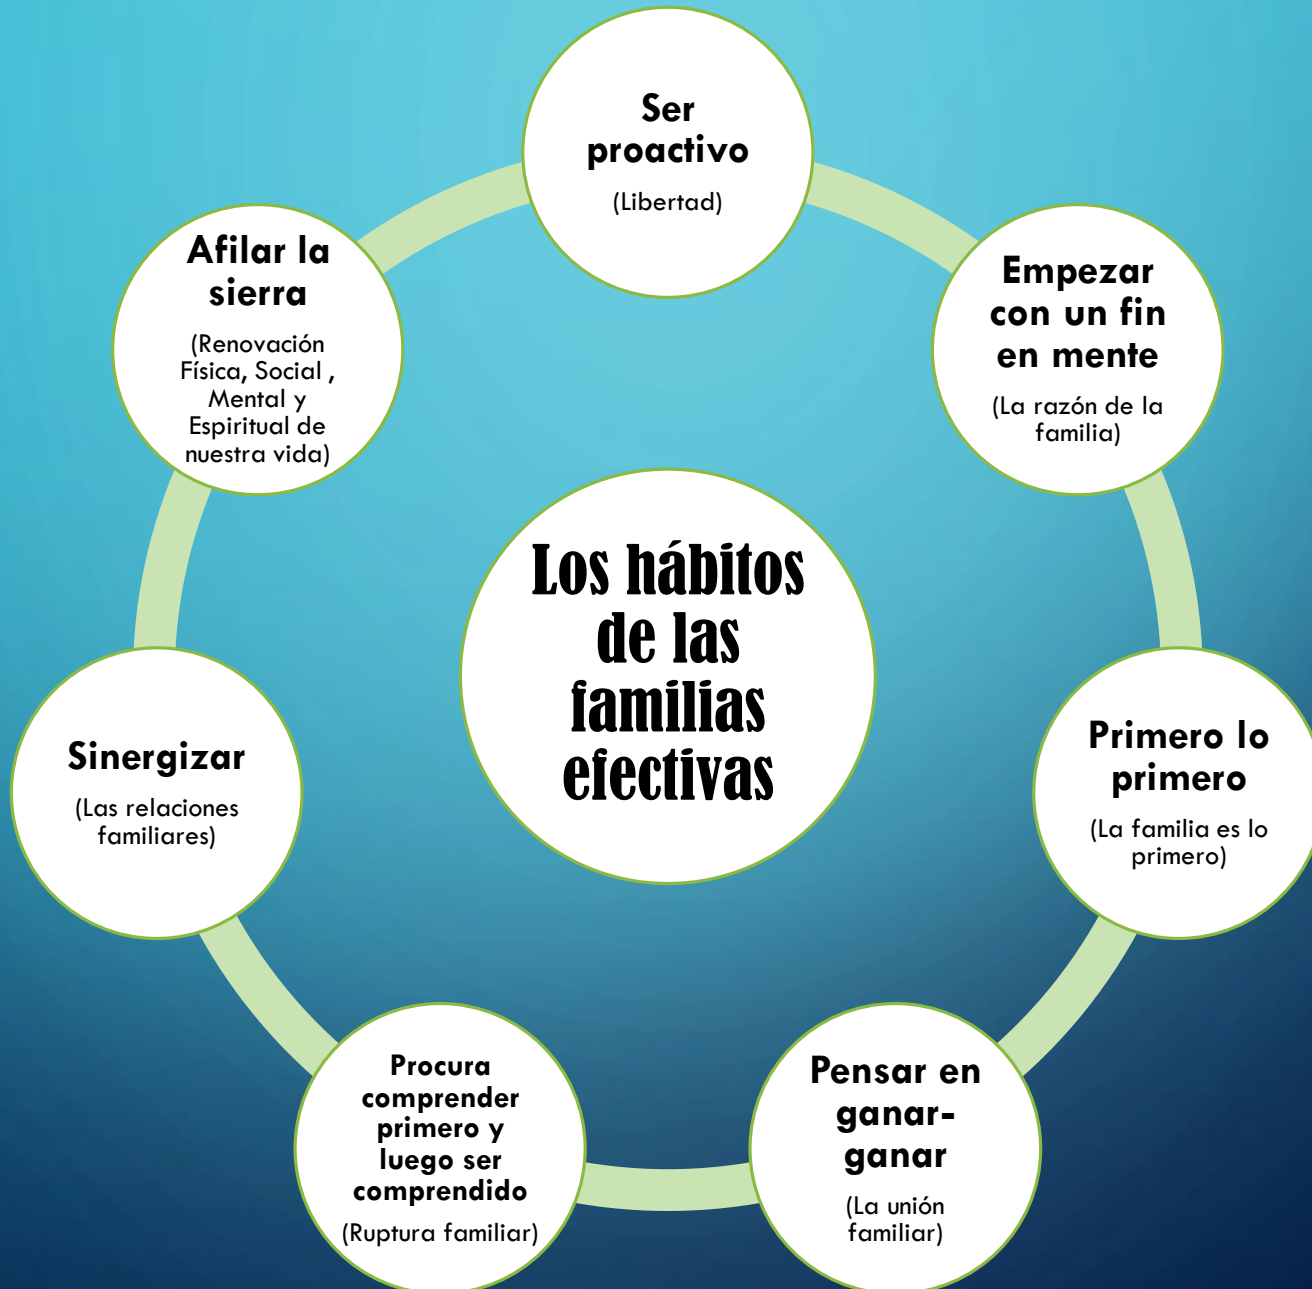 Ser
proactivo
(Libertad)
Empezar
con un fin
en mente
(La razón de la
familia)
Primero lo
primero
(La familia es lo
primero)
Pensar en
ganar-
ganar
(La unión
familiar)
Procura
comprender
primero y
luego ser
comprendido
(Ruptura familiar)
Sinergizar
(Las relaciones
familiares)
Afilar la
sierra
(Renovación
Física, Social ,
Mental y
Espiritual de
nuestra vida)
Los hábitos
de las
familias
efectivas